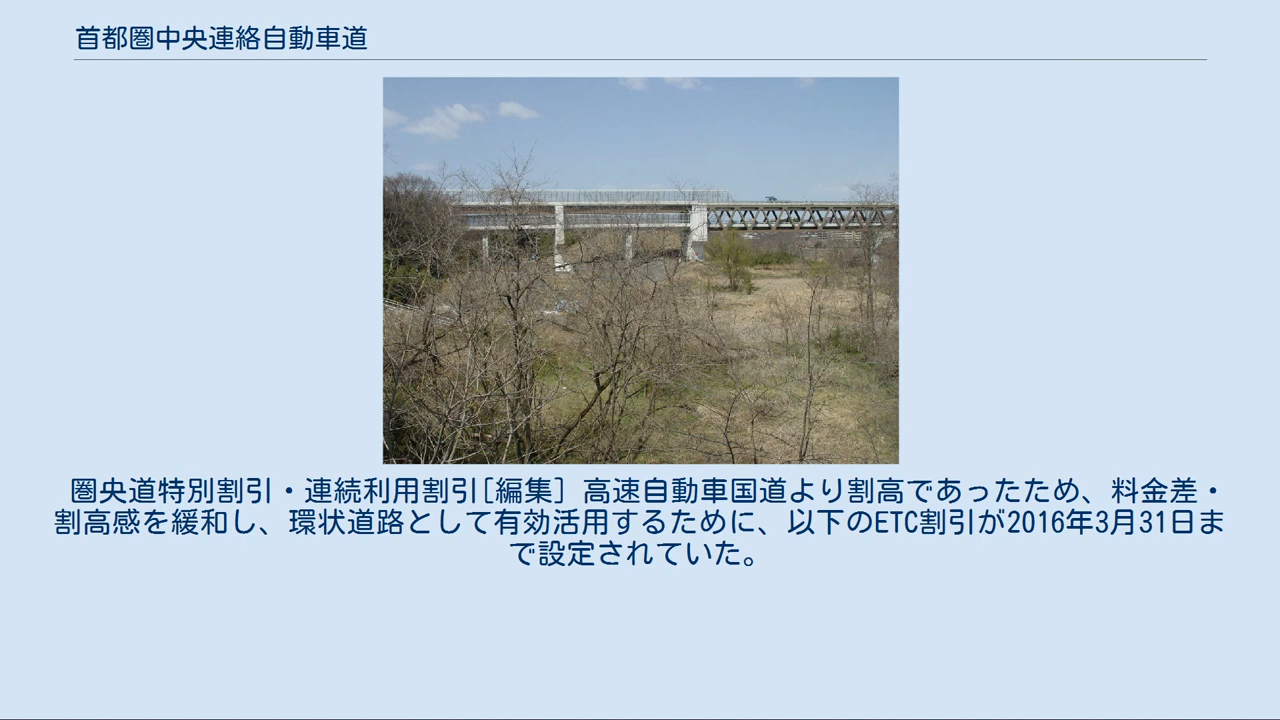 首都圏中央連絡自動車道
圏央道特別割引・連続利用割引[編集] 高速自動車国道より割高であったため、料金差・
割高感を緩和し、環状道路として有効活用するために、以下のETC割引が2016年3月31日ま
で設定されていた。